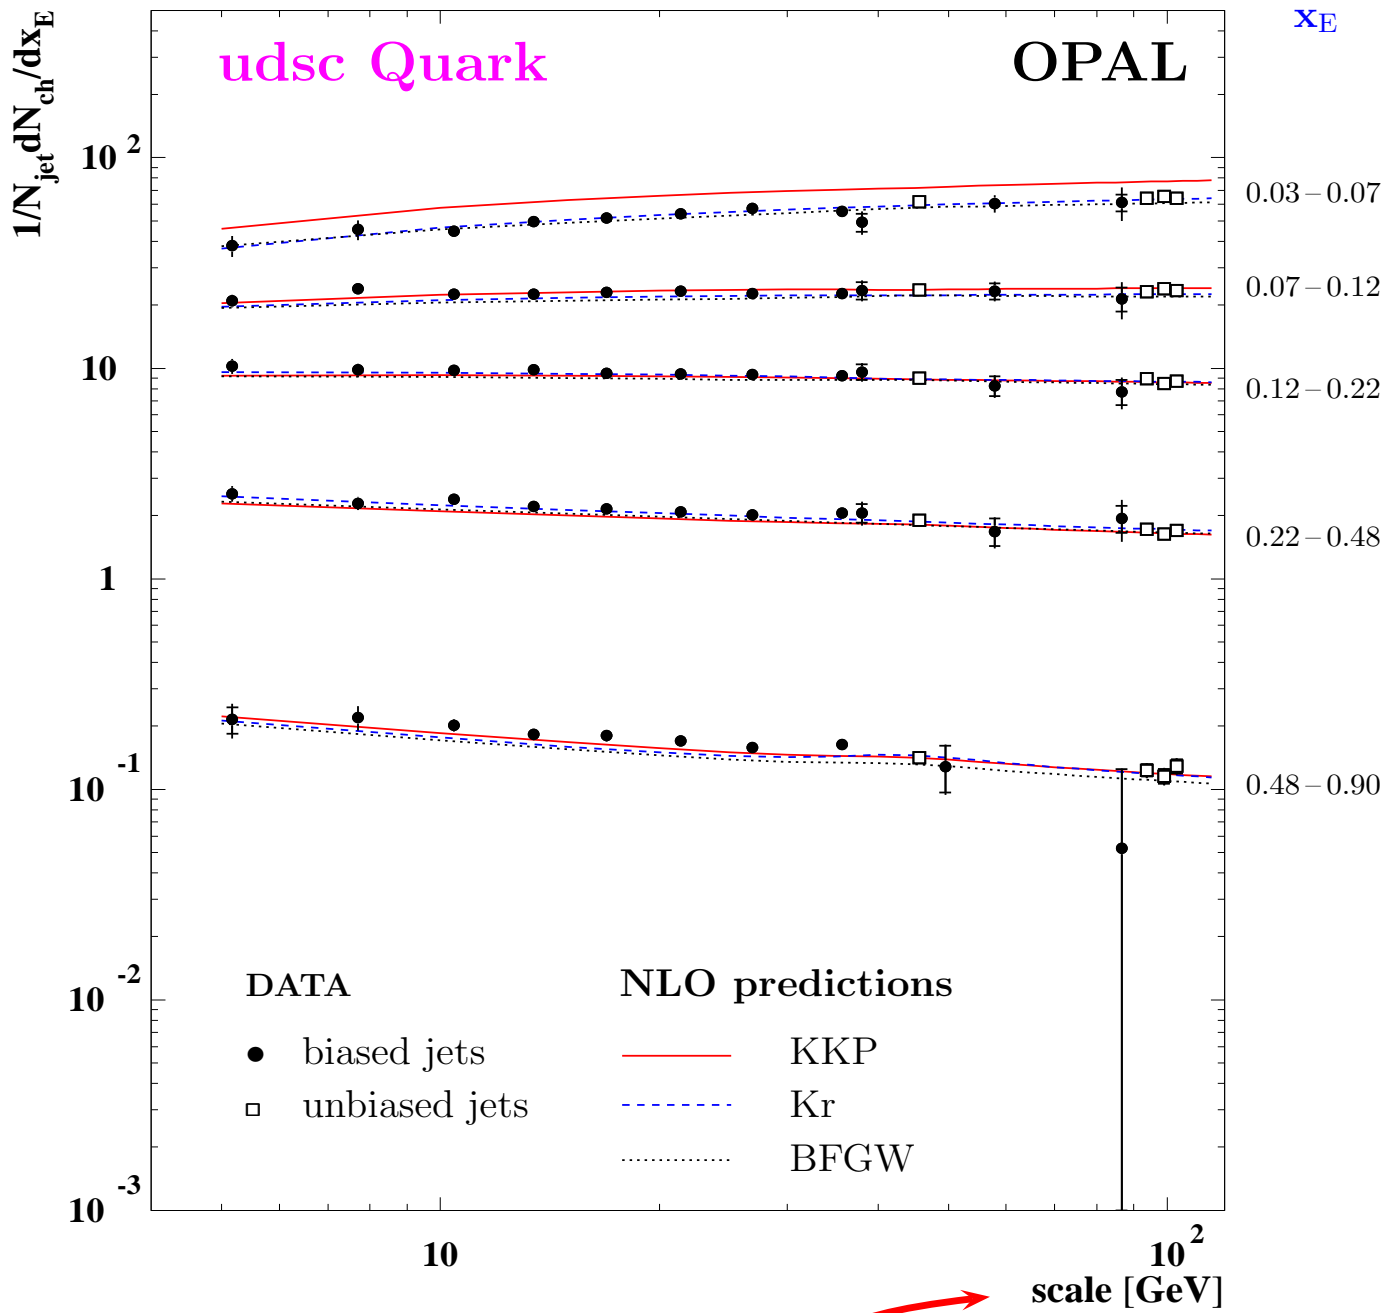 1/N_jet dN_ch/dx_E
udsc Quark
OPAL
x_E
10^2
10
1
10^-1
10^-2
10^-3
0.03–0.07
0.07–0.12
0.12–0.22
0.22–0.48
0.48–0.90
DATA
biased jets
unbiased jets
NLO predictions
KKP
Kr
BFGW
10
10^2
scale [GeV]